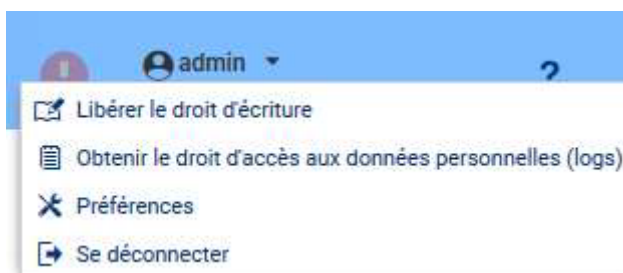 admin
?
Libérer le droit d'écriture
Obtenir le droit d'accès aux données personnelles (logs)
Préférences
Se déconnecter